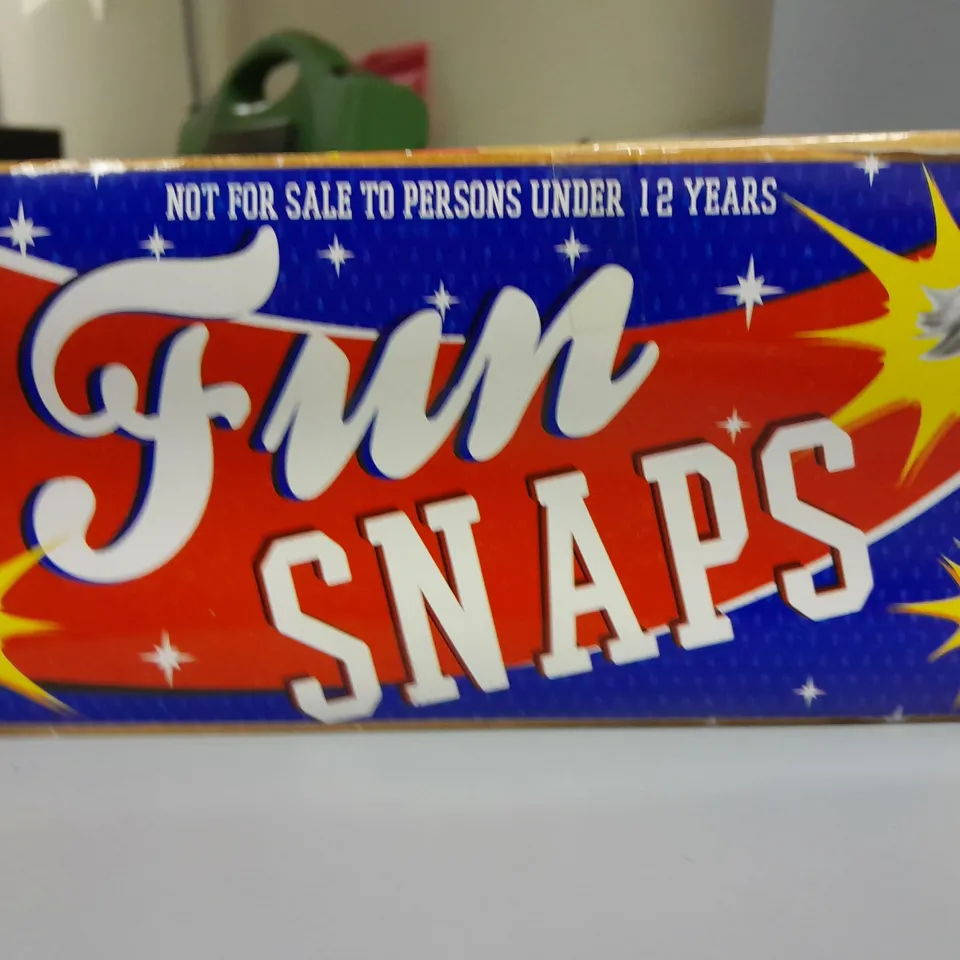 NOT FOR SALE TO PERSONS UNDER 12 YEARS
Fun
SNAPS